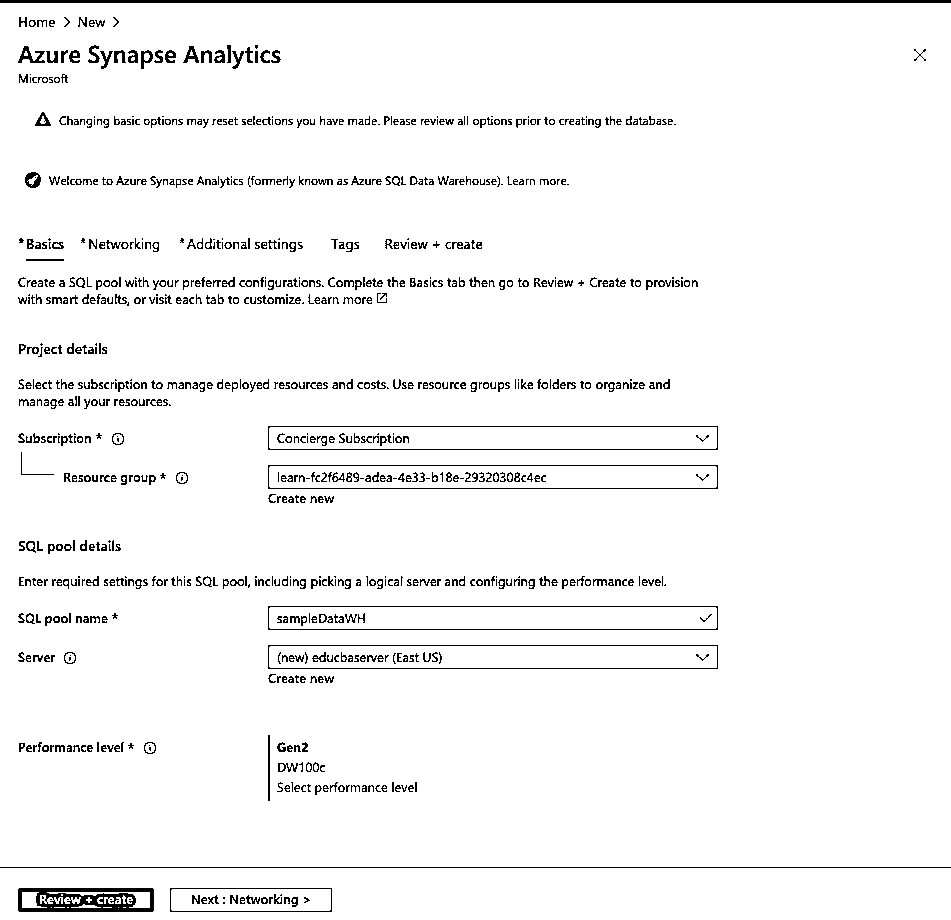 Home > New >
Azure Synapse Analytics
Microsoft
Changing basic options may reset selections you have made. Please review all options prior to creating the database.
Welcome to Azure Synapse Analytics (formerly known as Azure SQL Data Warehouse). Learn more.
*Basics *Networking *Additional settings Tags Review + create
Create a SQL pool with your preferred configurations. Complete the Basics tab then go to Review + Create to provision
with smart defaults, or visit each tab to customize. Learn more
Project details
Select the subscription to manage deployed resources and costs. Use resource groups like folders to organize and
manage all your resources.
Subscription * Concierge Subscription
Resource group * learn-fc2f6489-adea-4e33-b18e-29320308c4ec
Create new
SQL pool details
Enter required settings for this SQL pool, including picking a logical server and configuring the performance level.
SQL pool name * sampleDataWH
Server (new) educbaserver (East US)
Create new
Performance level * Gen2
DW100c
Select performance level
Review + create Next : Networking >